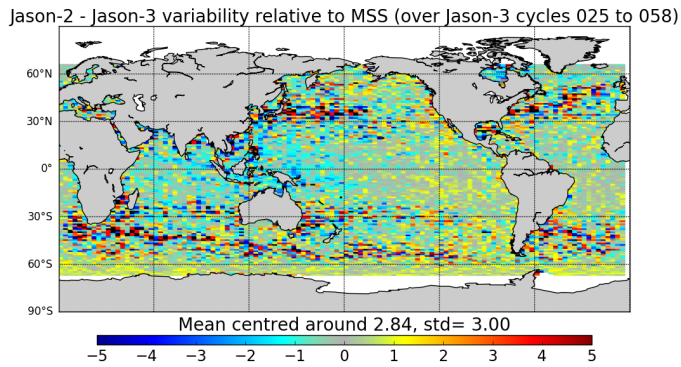 Jason-2 - Jason-3 variability relative to MSS (over Jason-3 cycles 025 to 058)
60°N
30°N
0°
30°S
60°S
90°S
Mean centred around 2.84, std= 3.00
−5 −4 −3 −2 −1 0 1 2 3 4 5